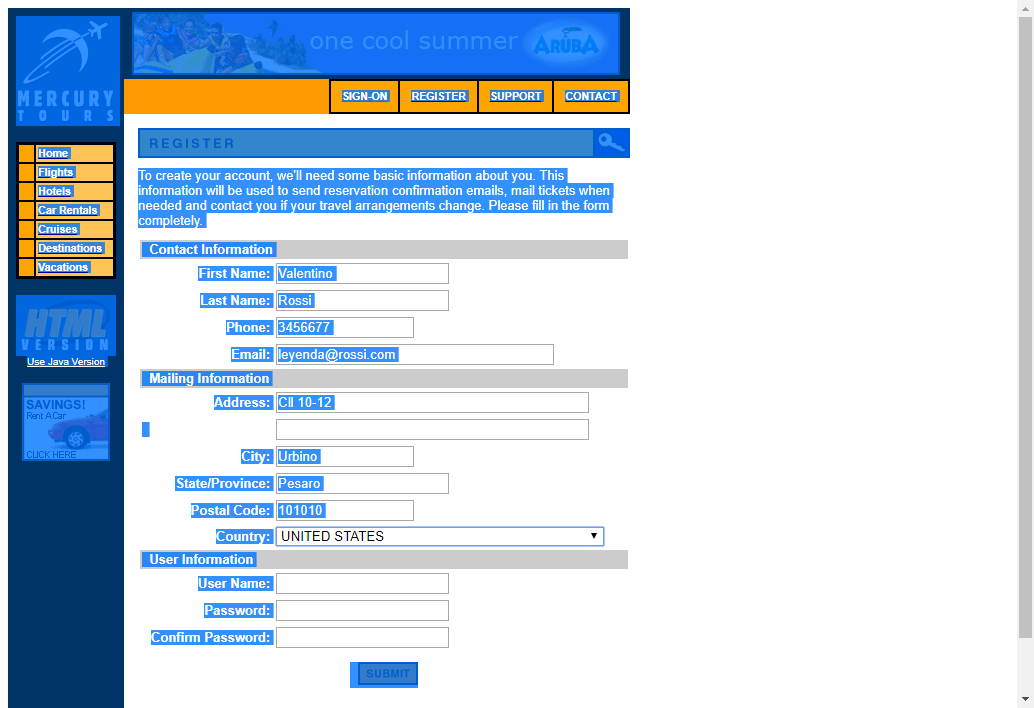 one cool summer ARUBA
MERCURY
TOURS
SIGN-ON REGISTER SUPPORT CONTACT
Home
Flights
Hotels
Car Rentals
Cruises
Destinations
Vacations
HTML
VERSION
Use Java Version
SAVINGS!
Rent A Car
CLICK HERE
REGISTER
To create your account, we'll need some basic information about you. This
information will be used to send reservation confirmation emails, mail tickets when
needed and contact you if your travel arrangements change. Please fill in the form
completely.
Contact Information
First Name: Valentino
Last Name: Rossi
Phone: 3456677
Email: leyenda@rossi.com
Mailing Information
Address: Cll 10-12
City: Urbino
State/Province: Pesaro
Postal Code: 101010
Country: UNITED STATES
User Information
User Name:
Password:
Confirm Password:
SUBMIT